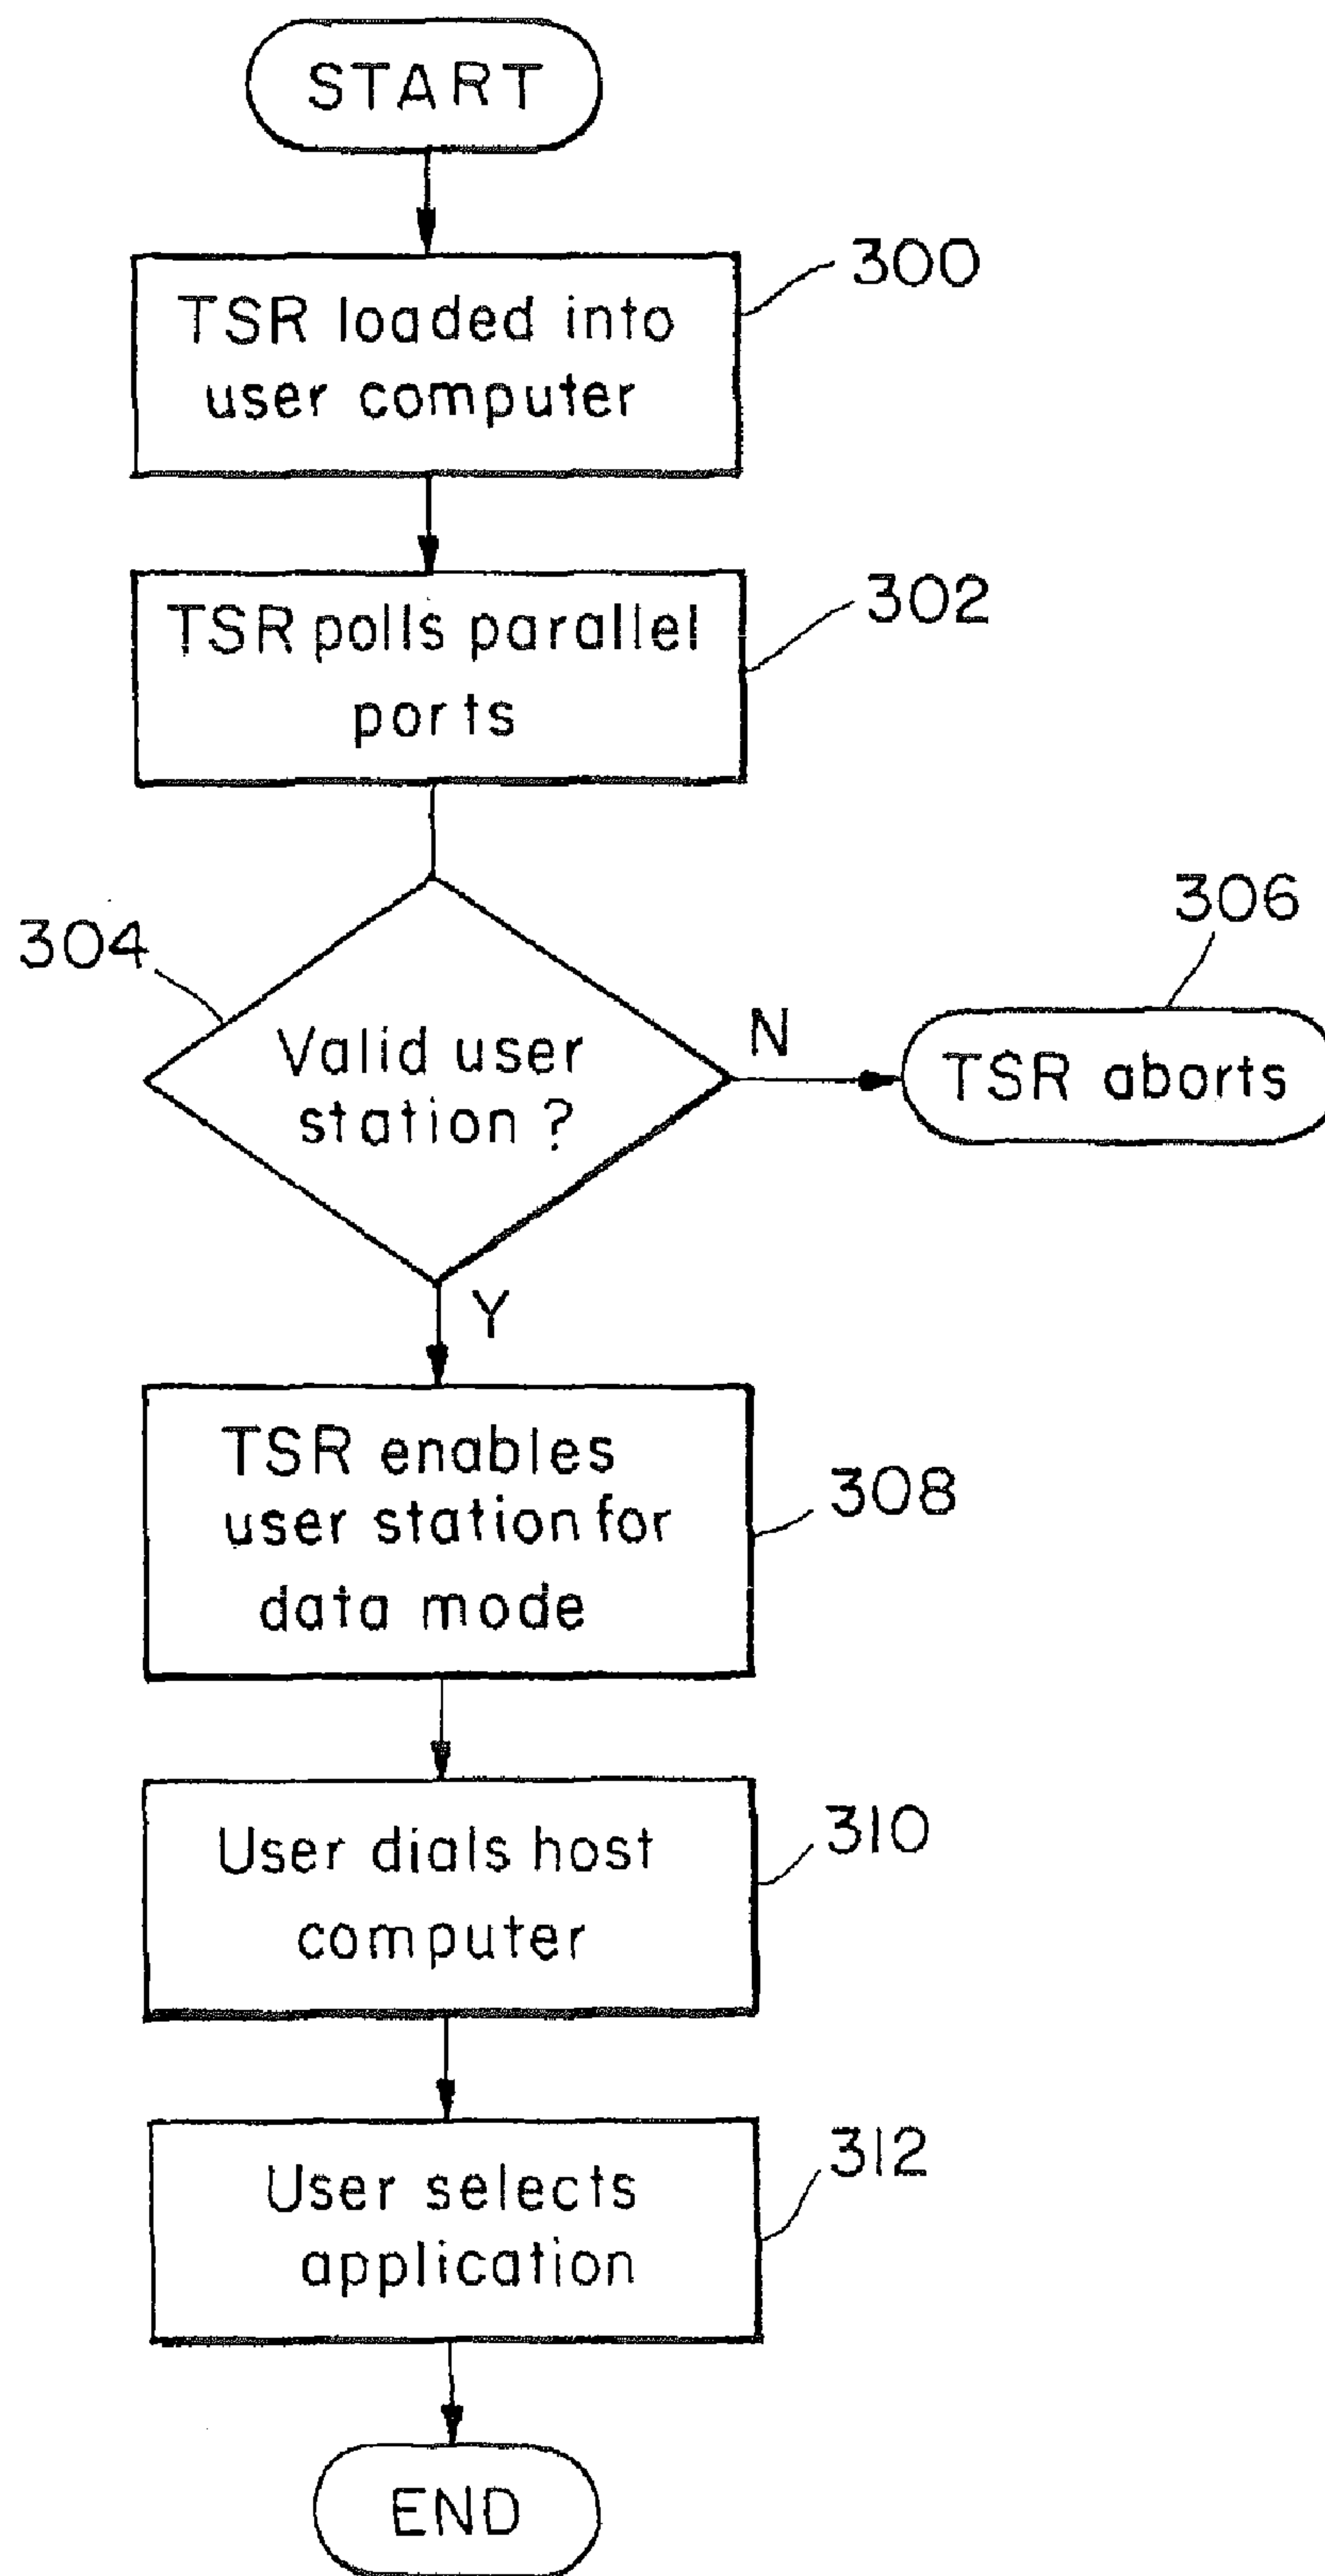 START
300
TSR loaded into
user computer
302
TSR polls parallel
ports
304
Valid user
station ?
N
306
TSR aborts
Y
TSR enables
user station for
data mode
308
User dials host
computer
310
User selects
application
312
END